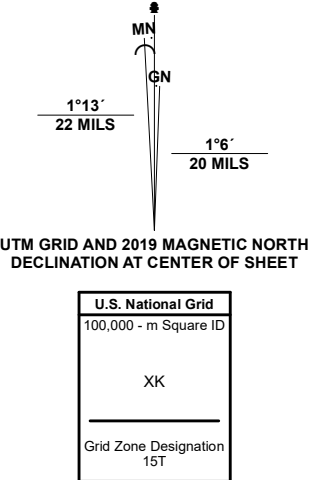 MN
GN
1°13´
22 MILS
1°6´
20 MILS
UTM GRID AND 2019 MAGNETIC NORTH
DECLINATION AT CENTER OF SHEET
U.S. National Grid
100,000 - m Square ID
XK
Grid Zone Designation
15T